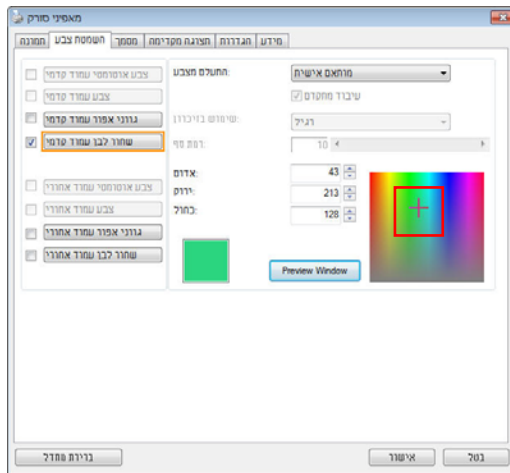 מאפייני סורק
תמונה השמטת צבע מסמך תצוגה מקדימה הגדרות מידע
צבע אוטומטי עמוד קדמי
צבע עמוד קדמי
גווני אפור עמוד קדמי
שחור לבן עמוד קדמי
צבע אוטומטי עמוד אחורי
צבע עמוד אחורי
גווני אפור עמוד אחורי
שחור לבן עמוד אחורי
התעלם מצבע: מותאם אישית
עיבוד מתקדם
שימוש בזיכרון: רגיל
רמת סף: 10
אדום: 43
ירוק: 213
כחול: 128
Preview Window
ברירת מחדל אישור בטל